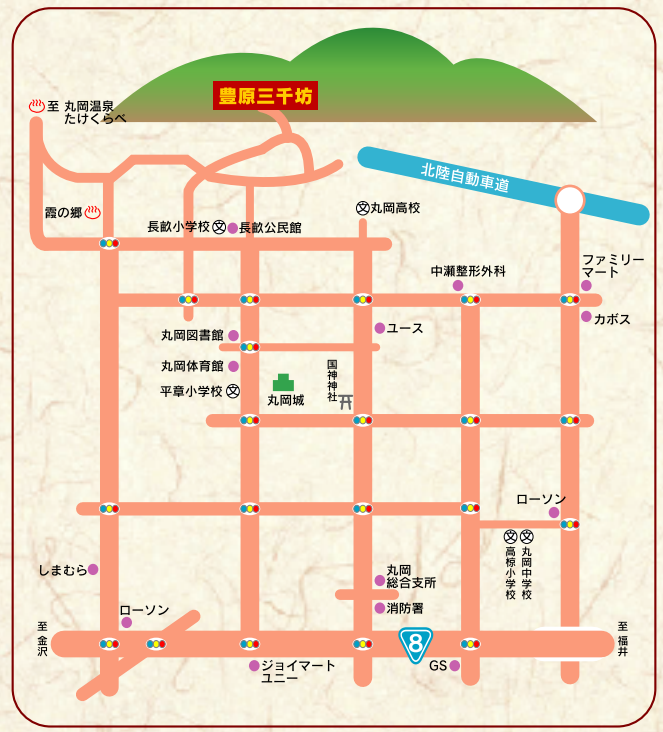 豊原三千坊
至 丸岡温泉
たけくらべ
北陸自動車道
霞の郷
長畝小学校
文
長畝公民館
文
丸岡高校
ファミリー
マート
中瀬整形外科
カボス
ユース
丸岡図書館
丸岡体育館
平章小学校
文
国神神社
丸岡城
ローソン
文
文
高椋小学校
丸岡中学校
しまむら
丸岡
総合支所
ローソン
消防署
至金沢
至福井
8
ジョイマート
ユニー
GS